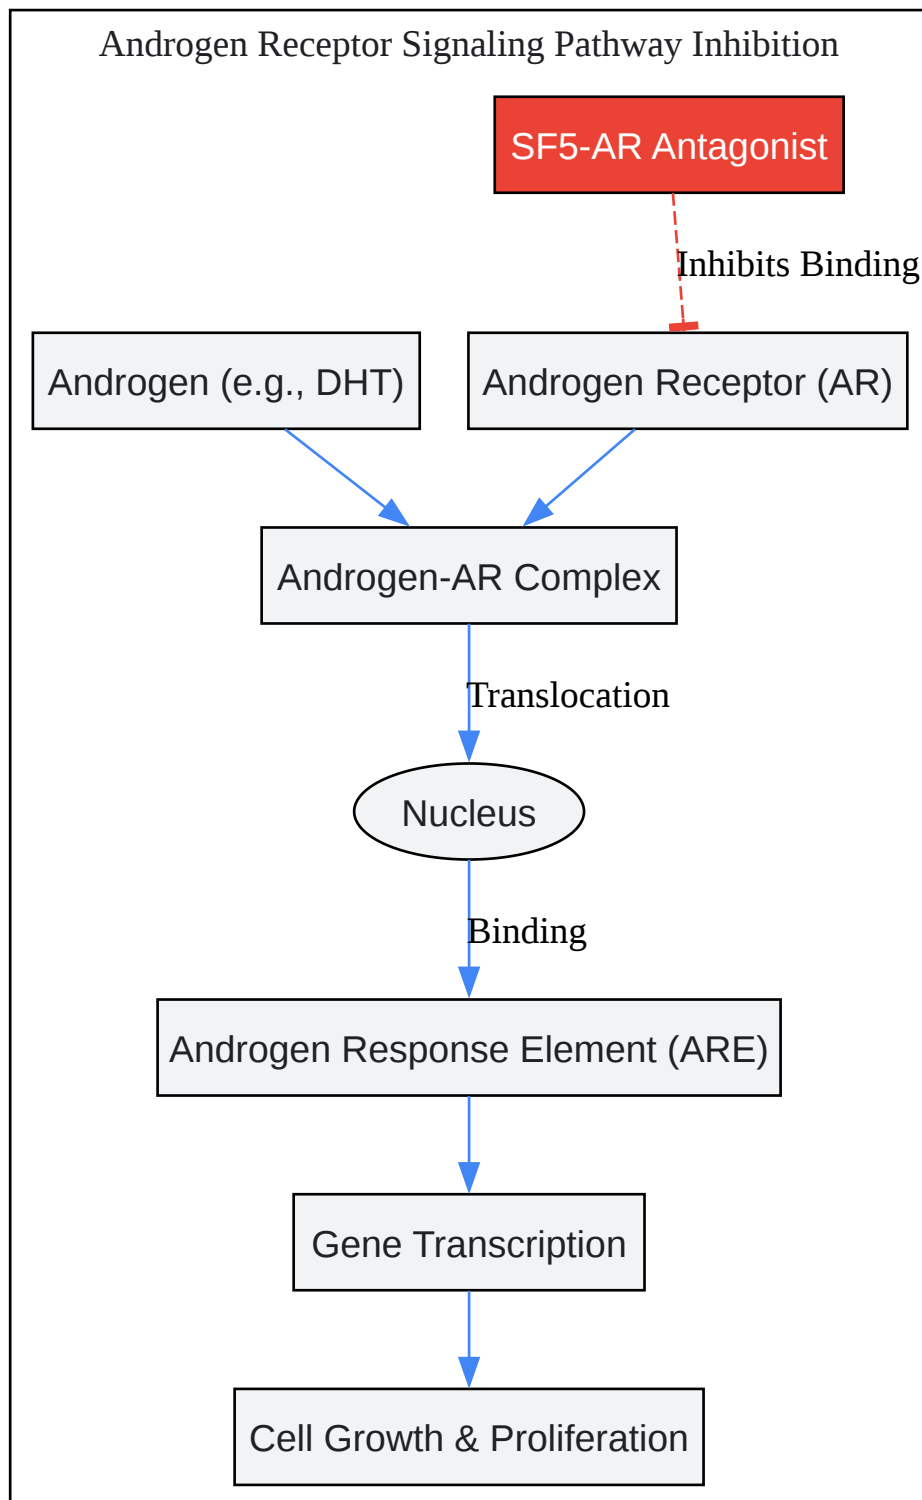 Androgen Receptor Signaling Pathway Inhibition
SF5-AR Antagonist
Inhibits Binding
Androgen (e.g., DHT)
Androgen Receptor (AR)
Androgen-AR Complex
Translocation
Nucleus
Binding
Androgen Response Element (ARE)
Gene Transcription
Cell Growth & Proliferation